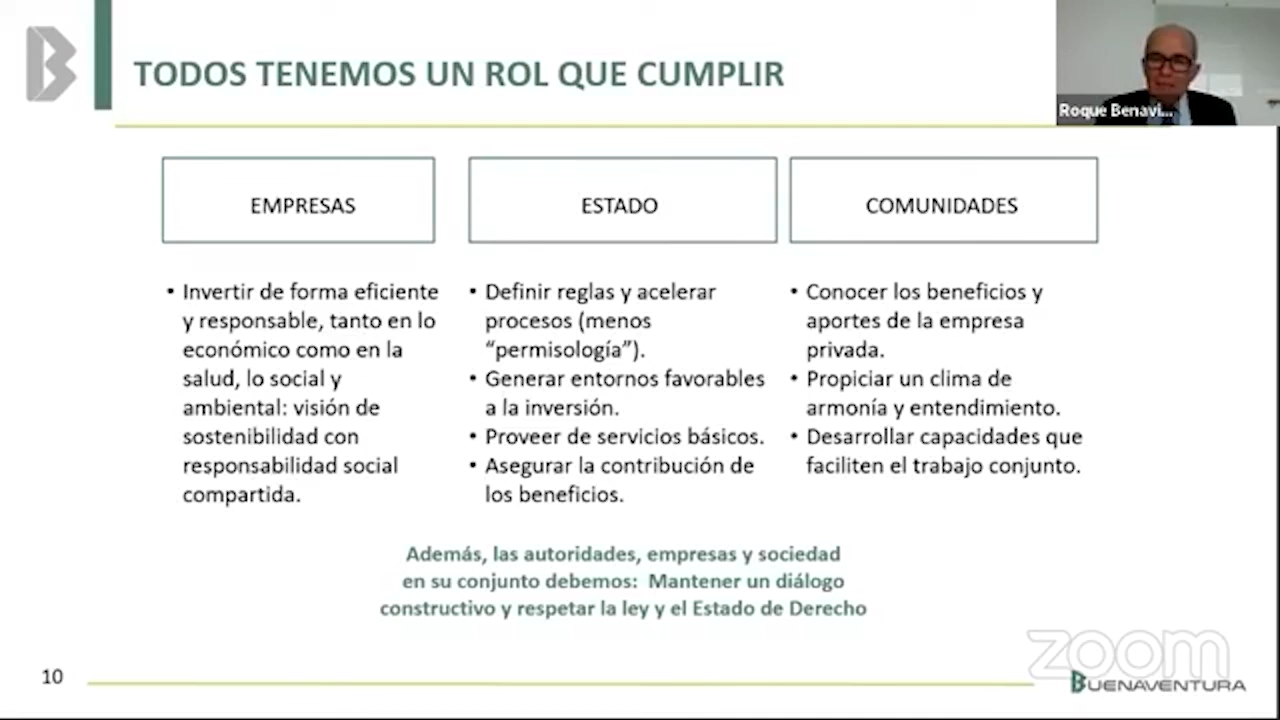 TODOS TENEMOS UN ROL QUE CUMPLIR
Roque Benavi...
EMPRESAS
ESTADO
COMUNIDADES
• Invertir de forma eficiente
y responsable, tanto en lo
económico como en la
salud, lo social y
ambiental: visión de
sostenibilidad con
responsabilidad social
compartida.
• Definir reglas y acelerar
procesos (menos
“permisología”).
• Generar entornos favorables
a la inversión.
• Proveer de servicios básicos.
• Asegurar la contribución de
los beneficios.
• Conocer los beneficios y
aportes de la empresa
privada.
• Propiciar un clima de
armonía y entendimiento.
• Desarrollar capacidades que
faciliten el trabajo conjunto.
Además, las autoridades, empresas y sociedad
en su conjunto debemos: Mantener un diálogo
constructivo y respetar la ley y el Estado de Derecho
zoom
10
BUENAVENTURA